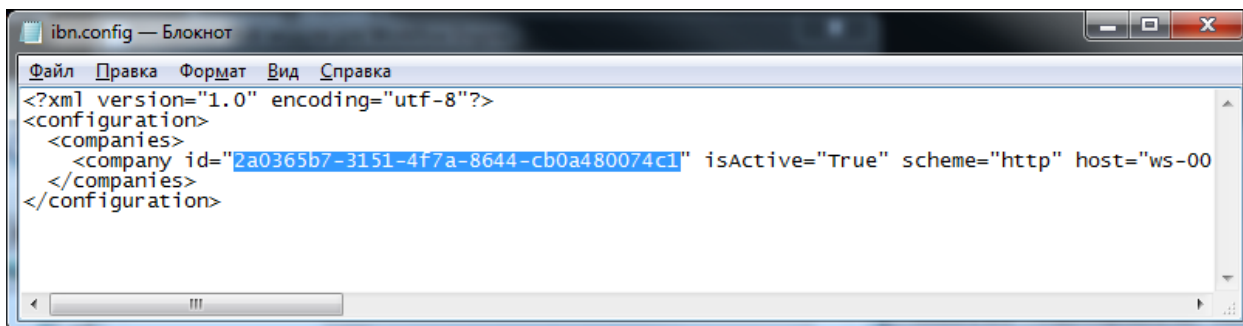 ibn.config — Блокнот
Файл Правка Формат Вид Справка
<?xml version="1.0" encoding="utf-8"?>
<configuration>
  <companies>
    <company id="2a0365b7-3151-4f7a-8644-cb0a480074c1" isActive="True" scheme="http" host="ws-00
  </companies>
</configuration>